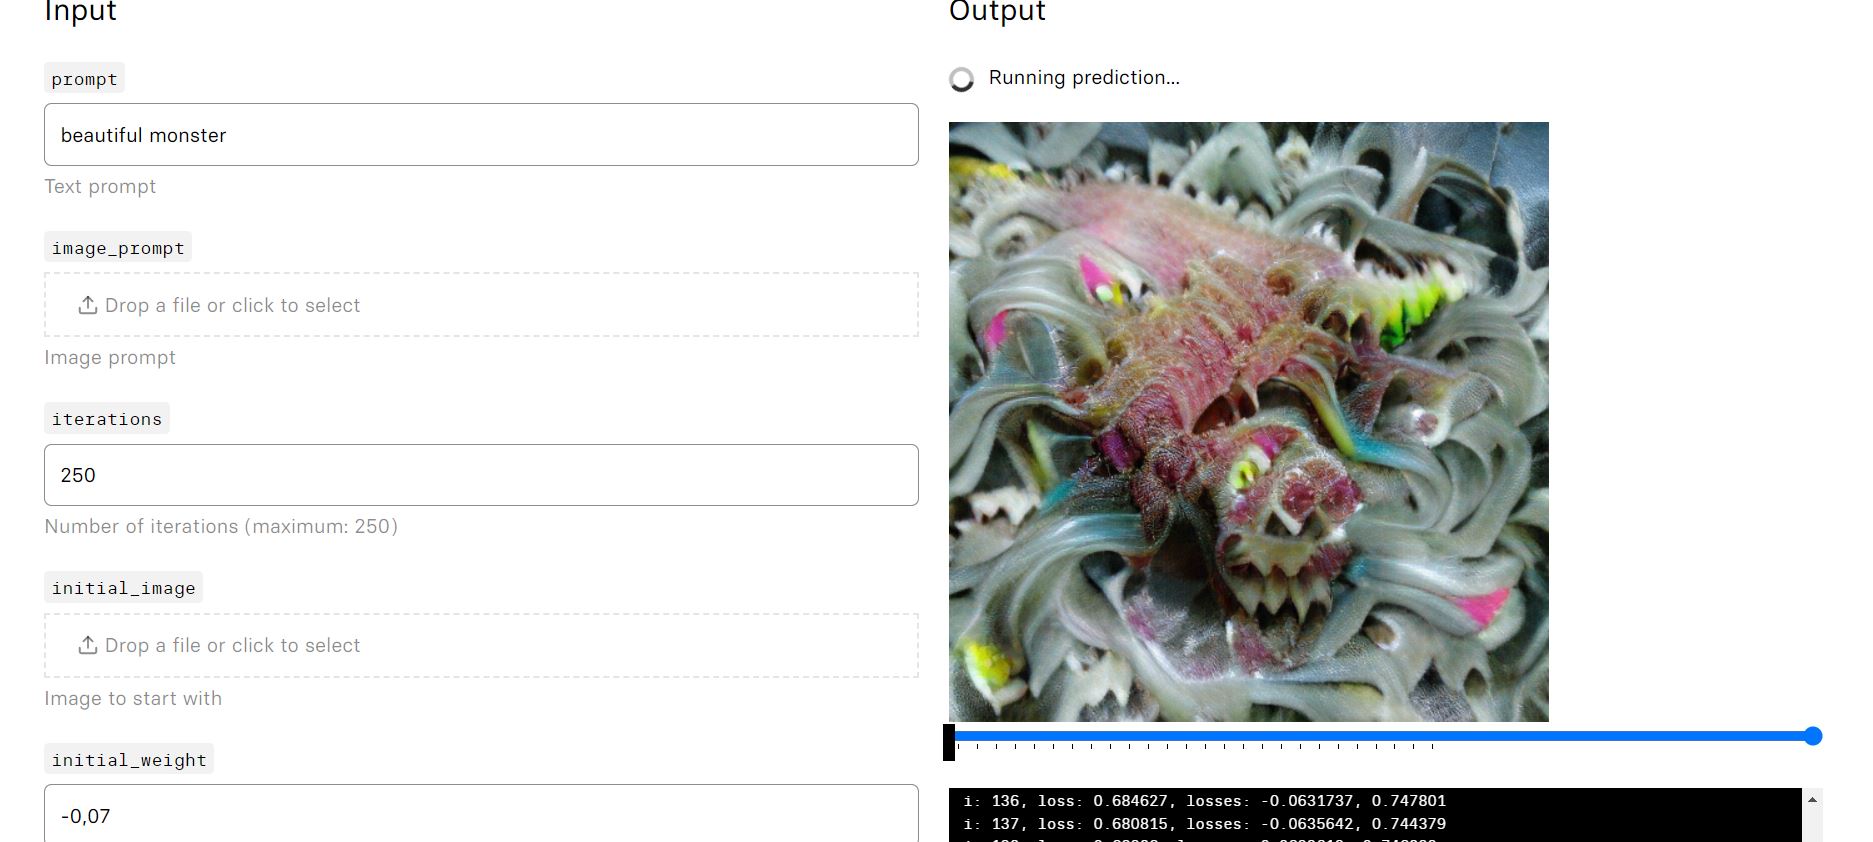 Input
prompt
beautiful monster
Text prompt
image_prompt
Drop a file or click to select
Image prompt
iterations
250
Number of iterations (maximum: 250)
initial_image
Drop a file or click to select
Image to start with
initial_weight
-0,07
Output
Running prediction...
i: 136, loss: 0.684627, losses: -0.0631737, 0.747801
i: 137, loss: 0.680815, losses: -0.0635642, 0.744379